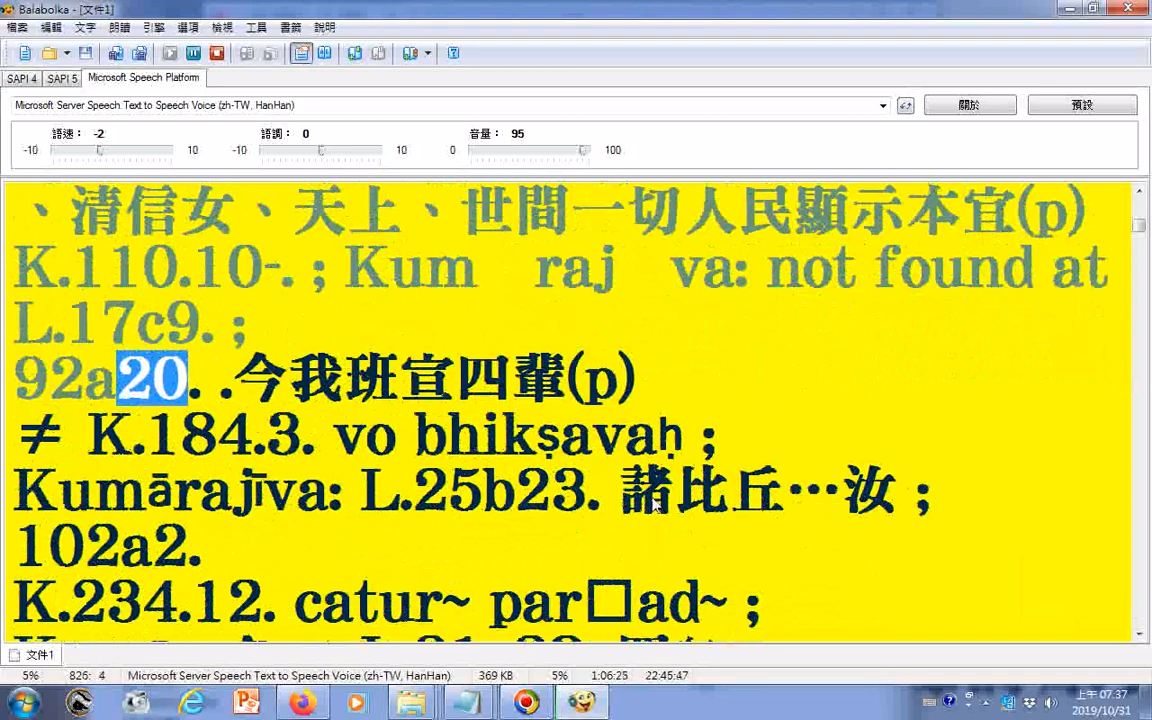 Balabolka - [文件1]
檔案 編輯 文字 朗讀 引擎 選項 檢視 工具 書籤 說明
SAPI 4 SAPI 5 Microsoft Speech Platform
Microsoft Server Speech Text to Speech Voice (zh-TW, HanHan) 關於 預設
語速： -2 語調： 0 音量： 95
-10 10 -10 10 0 100
、清信女、天上、世間一切人民顯示本宜(p)
K.110.10-. ; Kum raj va: not found at
L.17c9. ;
92a20. .今我班宣四輩(p)
≠ K.184.3. vo bhikṣavaḥ ;
Kumārajīva: L.25b23. 諸比丘…汝 ;
102a2.
K.234.12. catur~ par□ad~ ;
文件1
5% 826: 4 Microsoft Server Speech Text to Speech Voice (zh-TW, HanHan) 369 KB 5% 1:06:25 22:45:47
上午 07:37
2019/10/31